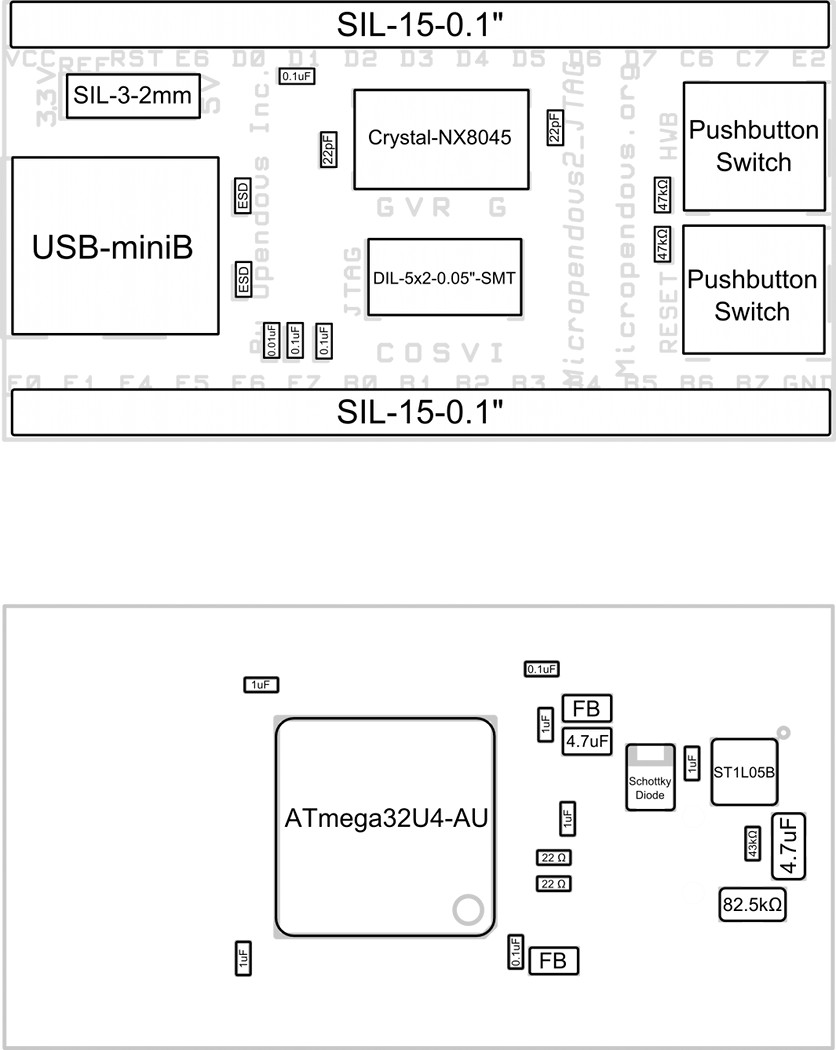 SIL-15-0.1"
VCC REF RST E6 D0 D1 D2 D3 D4 D5 D6 D7 C6 C7 E2
3.3V
SIL-3-2mm
5V
0.1uF
22pF
Crystal-NX8045
22pF
HWB
Pushbutton
Switch
USB-miniB
ESD
ESD
Upendous Inc.
G V R G
47kΩ
47kΩ
JTAG
DIL-5x2-0.05"-SMT
Micropendous2_JTAG
Micropendous.org
RESET
Pushbutton
Switch
0.01uF
0.1uF
0.1uF
C O S V I
F0 F1 F4 F5 F6 F7 B0 B1 B2 B3 B4 B5 B6 B7 GND
SIL-15-0.1"
1uF
0.1uF
FB
1uF
4.7uF
ATmega32U4-AU
Schottky
Diode
1uF
ST1L05B
1uF
43kΩ
4.7uF
22 Ω
22 Ω
82.5kΩ
1uF
0.1uF
FB